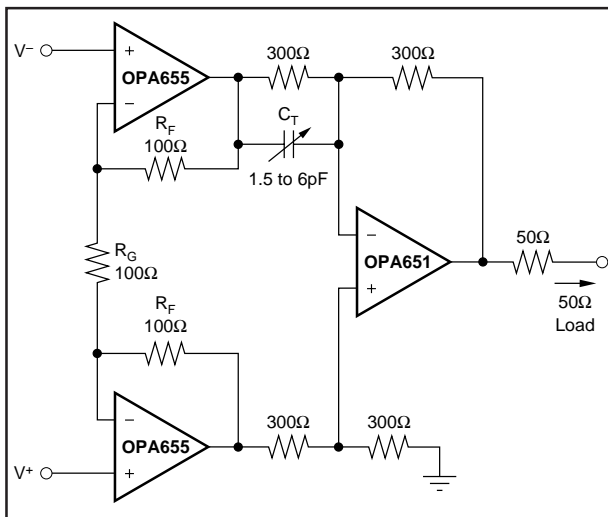 V–
+
OPA655
–
300Ω
300Ω
R_F
100Ω
C_T
1.5 to 6pF
R_G
100Ω
–
OPA651
+
50Ω
50Ω
Load
R_F
100Ω
–
OPA655
+
V+
300Ω
300Ω